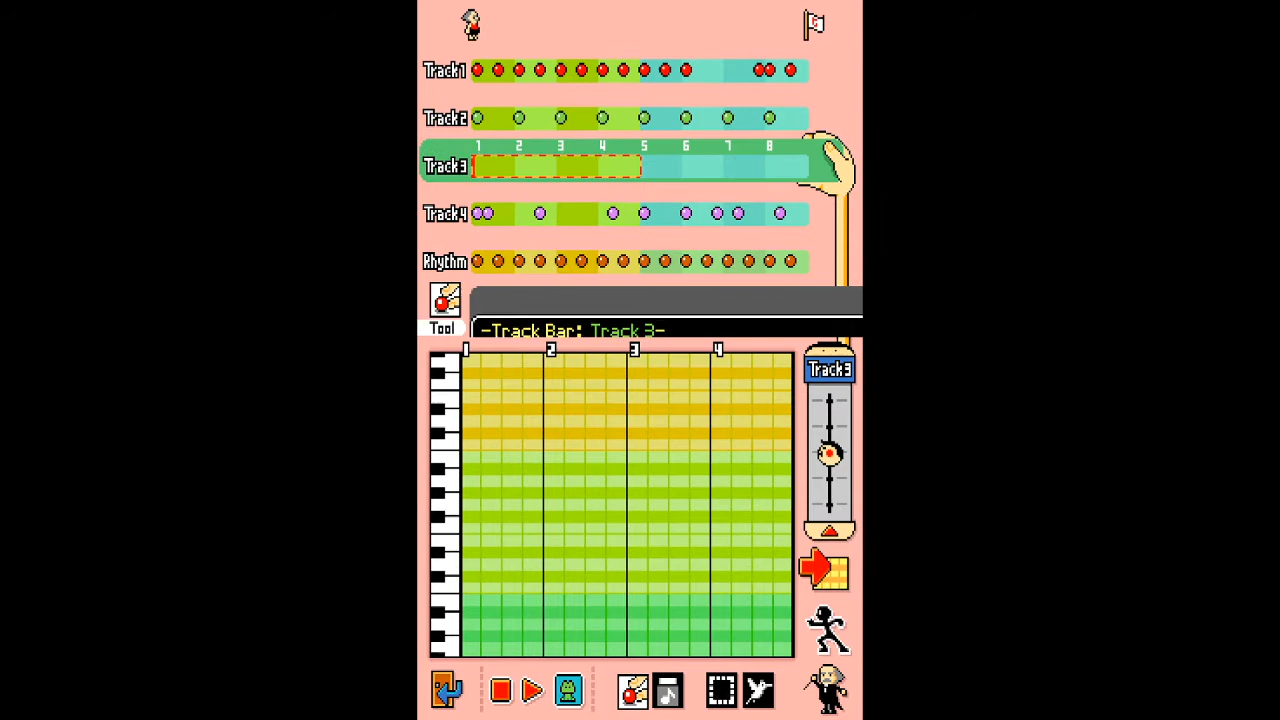 Track1
Track2
1 2 3 4 5 6 7 8
Track3
Track4
Rhythm
Tool
-Track Bar: Track 3-
1 2 3 4
Track3